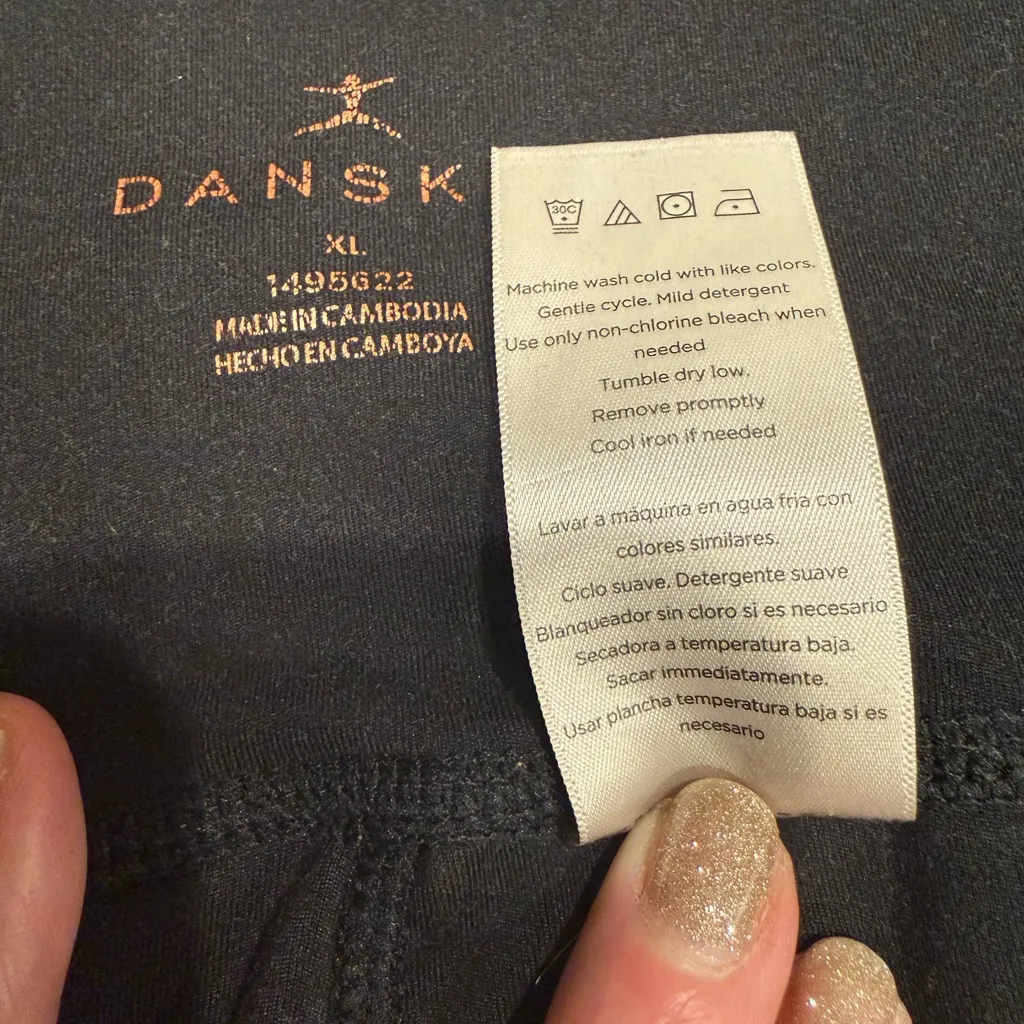 DANSK
XL
1495622
MADE IN CAMBODIA
HECHO EN CAMBOYA
30C
Machine wash cold with like colors.
Gentle cycle. Mild detergent
Use only non-chlorine bleach when
needed
Tumble dry low.
Remove promptly
Cool iron if needed
Lavar a máquina en agua fria con
colores similares.
Ciclo suave. Detergente suave
Blanqueador sin cloro si es necesario
Secadora a temperatura baja.
Sacar immediatamente.
Usar plancha temperatura baja si es
necesario